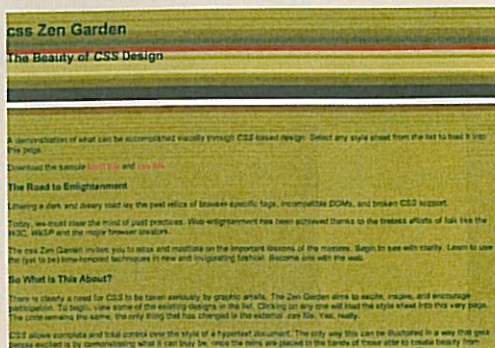 css Zen Garden
The Beauty of CSS Design
A demonstration of what can be accomplished visually through CSS-based design. Select any style sheet from the list to load it into
this page.
Download the sample html file and css file
The Road to Enlightenment
Littering a dark and dreary road lay the past relics of browser-specific tags, incompatible DOMs, and broken CSS support.
Today, we must clear the mind of past practices. Web enlightenment has been achieved thanks to the tireless efforts of folk like the
W3C, WaSP and the major browser creators.
The css Zen Garden invites you to relax and meditate on the important lessons of the masters. Begin to see with clarity. Learn to use
the (yet to be) time-honored techniques in new and invigorating fashion. Become one with the web.
So What is This About?
There is clearly a need for CSS to be taken seriously by graphic artists. The Zen Garden aims to excite, inspire, and encourage
participation. To begin, view some of the existing designs in the list. Clicking on any one will load the style sheet into this very page.
The code remains the same, the only thing that has changed is the external .css file. Yes, really.
CSS allows complete and total control over the style of a hypertext document. The only way this can be illustrated in a way that gets
people excited is by demonstrating what it can truly be, once the reins are placed in the hands of those able to create beauty from